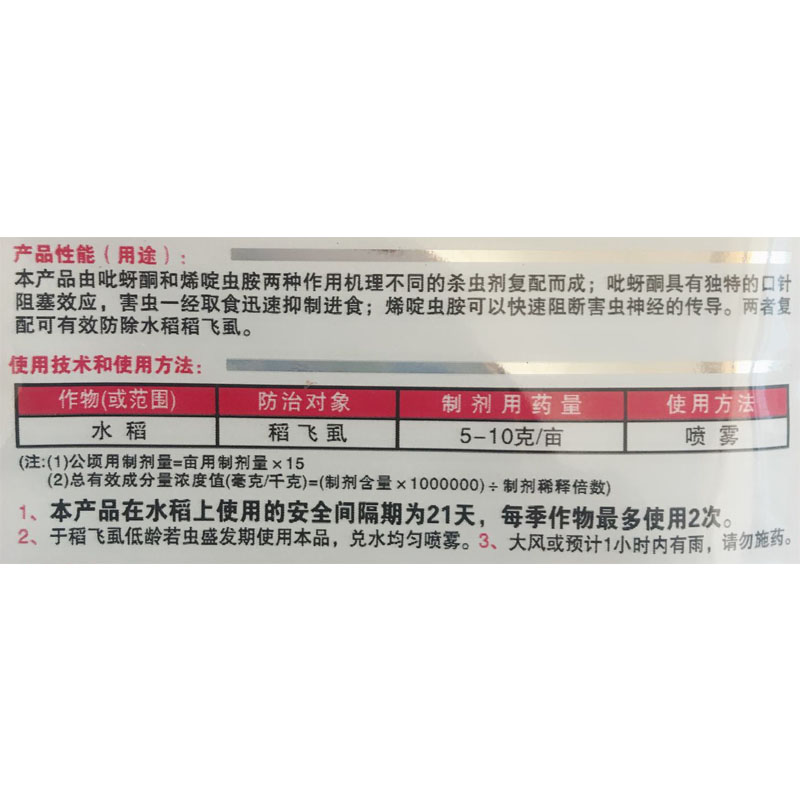 产品性能（用途）：
本产品由吡蚜酮和烯啶虫胺两种作用机理不同的杀虫剂复配而成；吡蚜酮具有独特的口针
阻塞效应，害虫一经取食迅速抑制进食；烯啶虫胺可以快速阻断害虫神经的传导。两者复
配可有效防除水稻稻飞虱。
使用技术和使用方法：
作物(或范围) 防治对象 制剂用药量 使用方法
水稻 稻飞虱 5-10克/亩 喷雾
(注:(1)公顷用制剂量=亩用制剂量×15
(2)总有效成分量浓度值(毫克/千克)=(制剂含量×1000000)÷制剂稀释倍数)
1、本产品在水稻上使用的安全间隔期为21天，每季作物最多使用2次。
2、于稻飞虱低龄若虫盛发期使用本品，兑水均匀喷雾。3、大风或预计1小时内有雨，请勿施药。